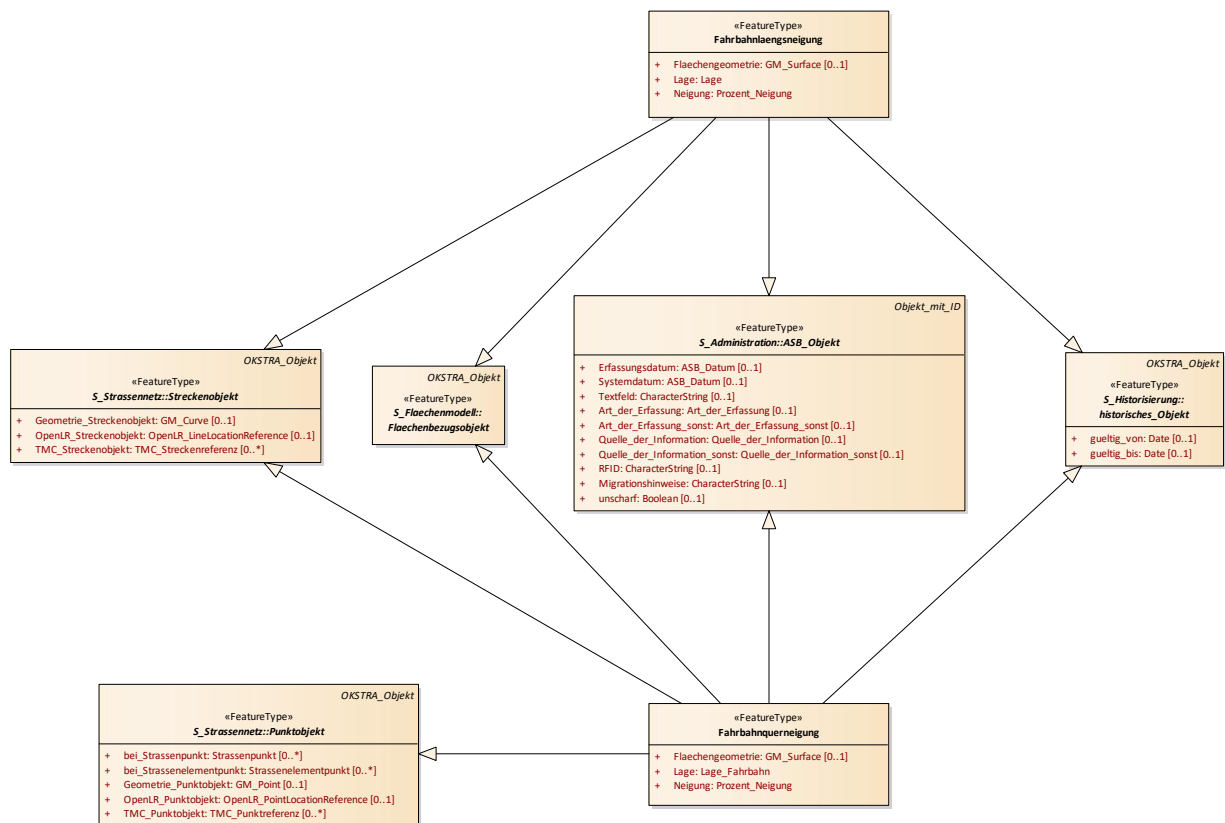 «FeatureType»
Fahrbahnlaengsneigung
+ Flaechengeometrie: GM_Surface [0..1]
+ Lage: Lage
+ Neigung: Prozent_Neigung
OKSTRA_Objekt
«FeatureType»
S_Strassennetz::Streckenobjekt
+ Geometrie_Streckenobjekt: GM_Curve [0..1]
+ OpenLR_Streckenobjekt: OpenLR_LineLocationReference [0..1]
+ TMC_Streckenobjekt: TMC_Streckenreferenz [0..*]
OKSTRA_Objekt
«FeatureType»
S_Flaechenmodell::
Flaechenbezugsobjekt
Objekt_mit_ID
«FeatureType»
S_Administration::ASB_Objekt
+ Erfassungsdatum: ASB_Datum [0..1]
+ Systemdatum: ASB_Datum [0..1]
+ Textfeld: CharacterString [0..1]
+ Art_der_Erfassung: Art_der_Erfassung [0..1]
+ Art_der_Erfassung_sonst: Art_der_Erfassung_sonst [0..1]
+ Quelle_der_Information: Quelle_der_Information [0..1]
+ Quelle_der_Information_sonst: Quelle_der_Information_sonst [0..1]
+ RFID: CharacterString [0..1]
+ Migrationshinweise: CharacterString [0..1]
+ unscharf: Boolean [0..1]
OKSTRA_Objekt
«FeatureType»
S_Historisierung::
historisches_Objekt
+ gueltig_von: Date [0..1]
+ gueltig_bis: Date [0..1]
OKSTRA_Objekt
«FeatureType»
S_Strassennetz::Punktobjekt
+ bei_Strassenpunkt: Strassenpunkt [0..*]
+ bei_Strassenelementpunkt: Strassenelementpunkt [0..*]
+ Geometrie_Punktobjekt: GM_Point [0..1]
+ OpenLR_Punktobjekt: OpenLR_PointLocationReference [0..1]
+ TMC_Punktobjekt: TMC_Punktreferenz [0..*]
«FeatureType»
Fahrbahnquerneigung
+ Flaechengeometrie: GM_Surface [0..1]
+ Lage: Lage_Fahrbahn
+ Neigung: Prozent_Neigung